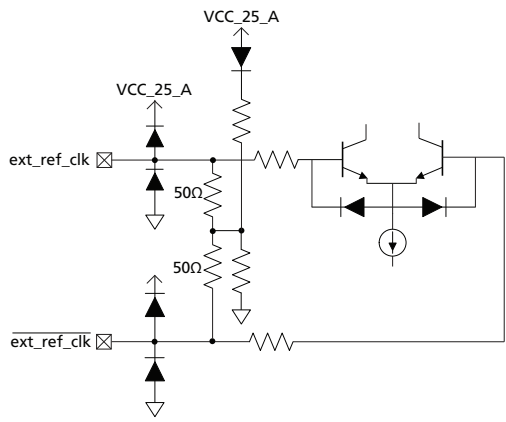 VCC_25_A
VCC_25_A
ext_ref_clk
50Ω
50Ω
ext_ref_clk